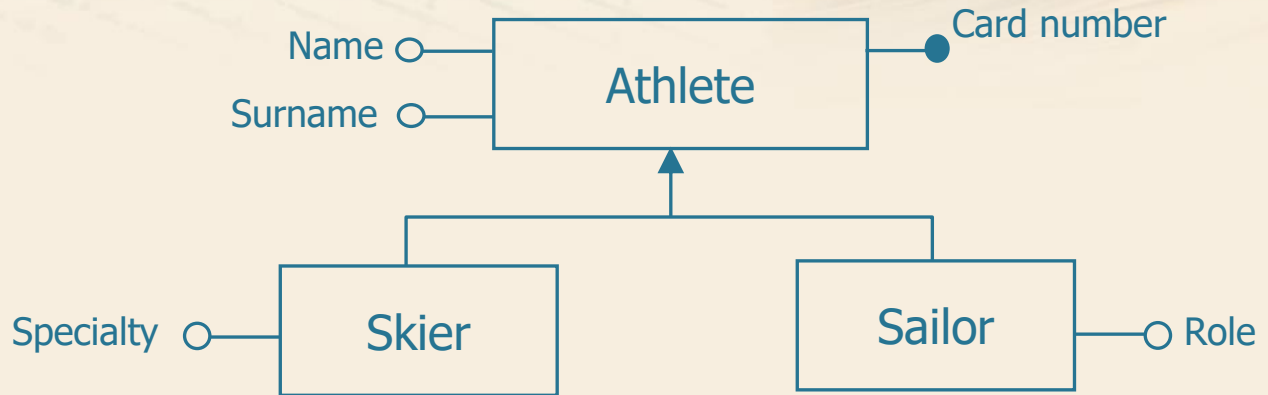 Name
Card number
Athlete
Surname
Specialty
Skier
Sailor
Role